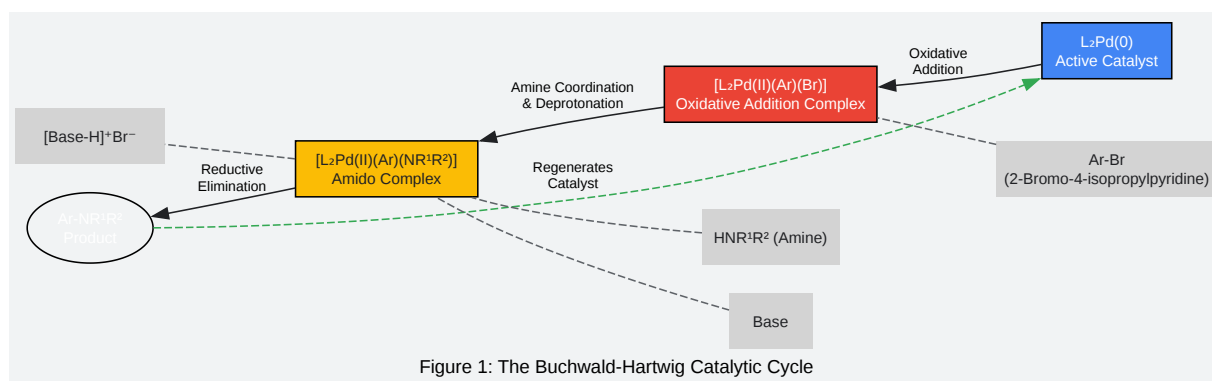 L₂Pd(0)
Active Catalyst
Oxidative
Addition
[L₂Pd(II)(Ar)(Br)]
Oxidative Addition Complex
Amine Coordination
& Deprotonation
[Base-H]⁺Br⁻
[L₂Pd(II)(Ar)(NR¹R²)]
Amido Complex
Reductive
Elimination
Regenerates
Catalyst
Ar-Br
(2-Bromo-4-isopropylpyridine)
Ar-NR¹R²
Product
HNR¹R² (Amine)
Base
Figure 1: The Buchwald-Hartwig Catalytic Cycle